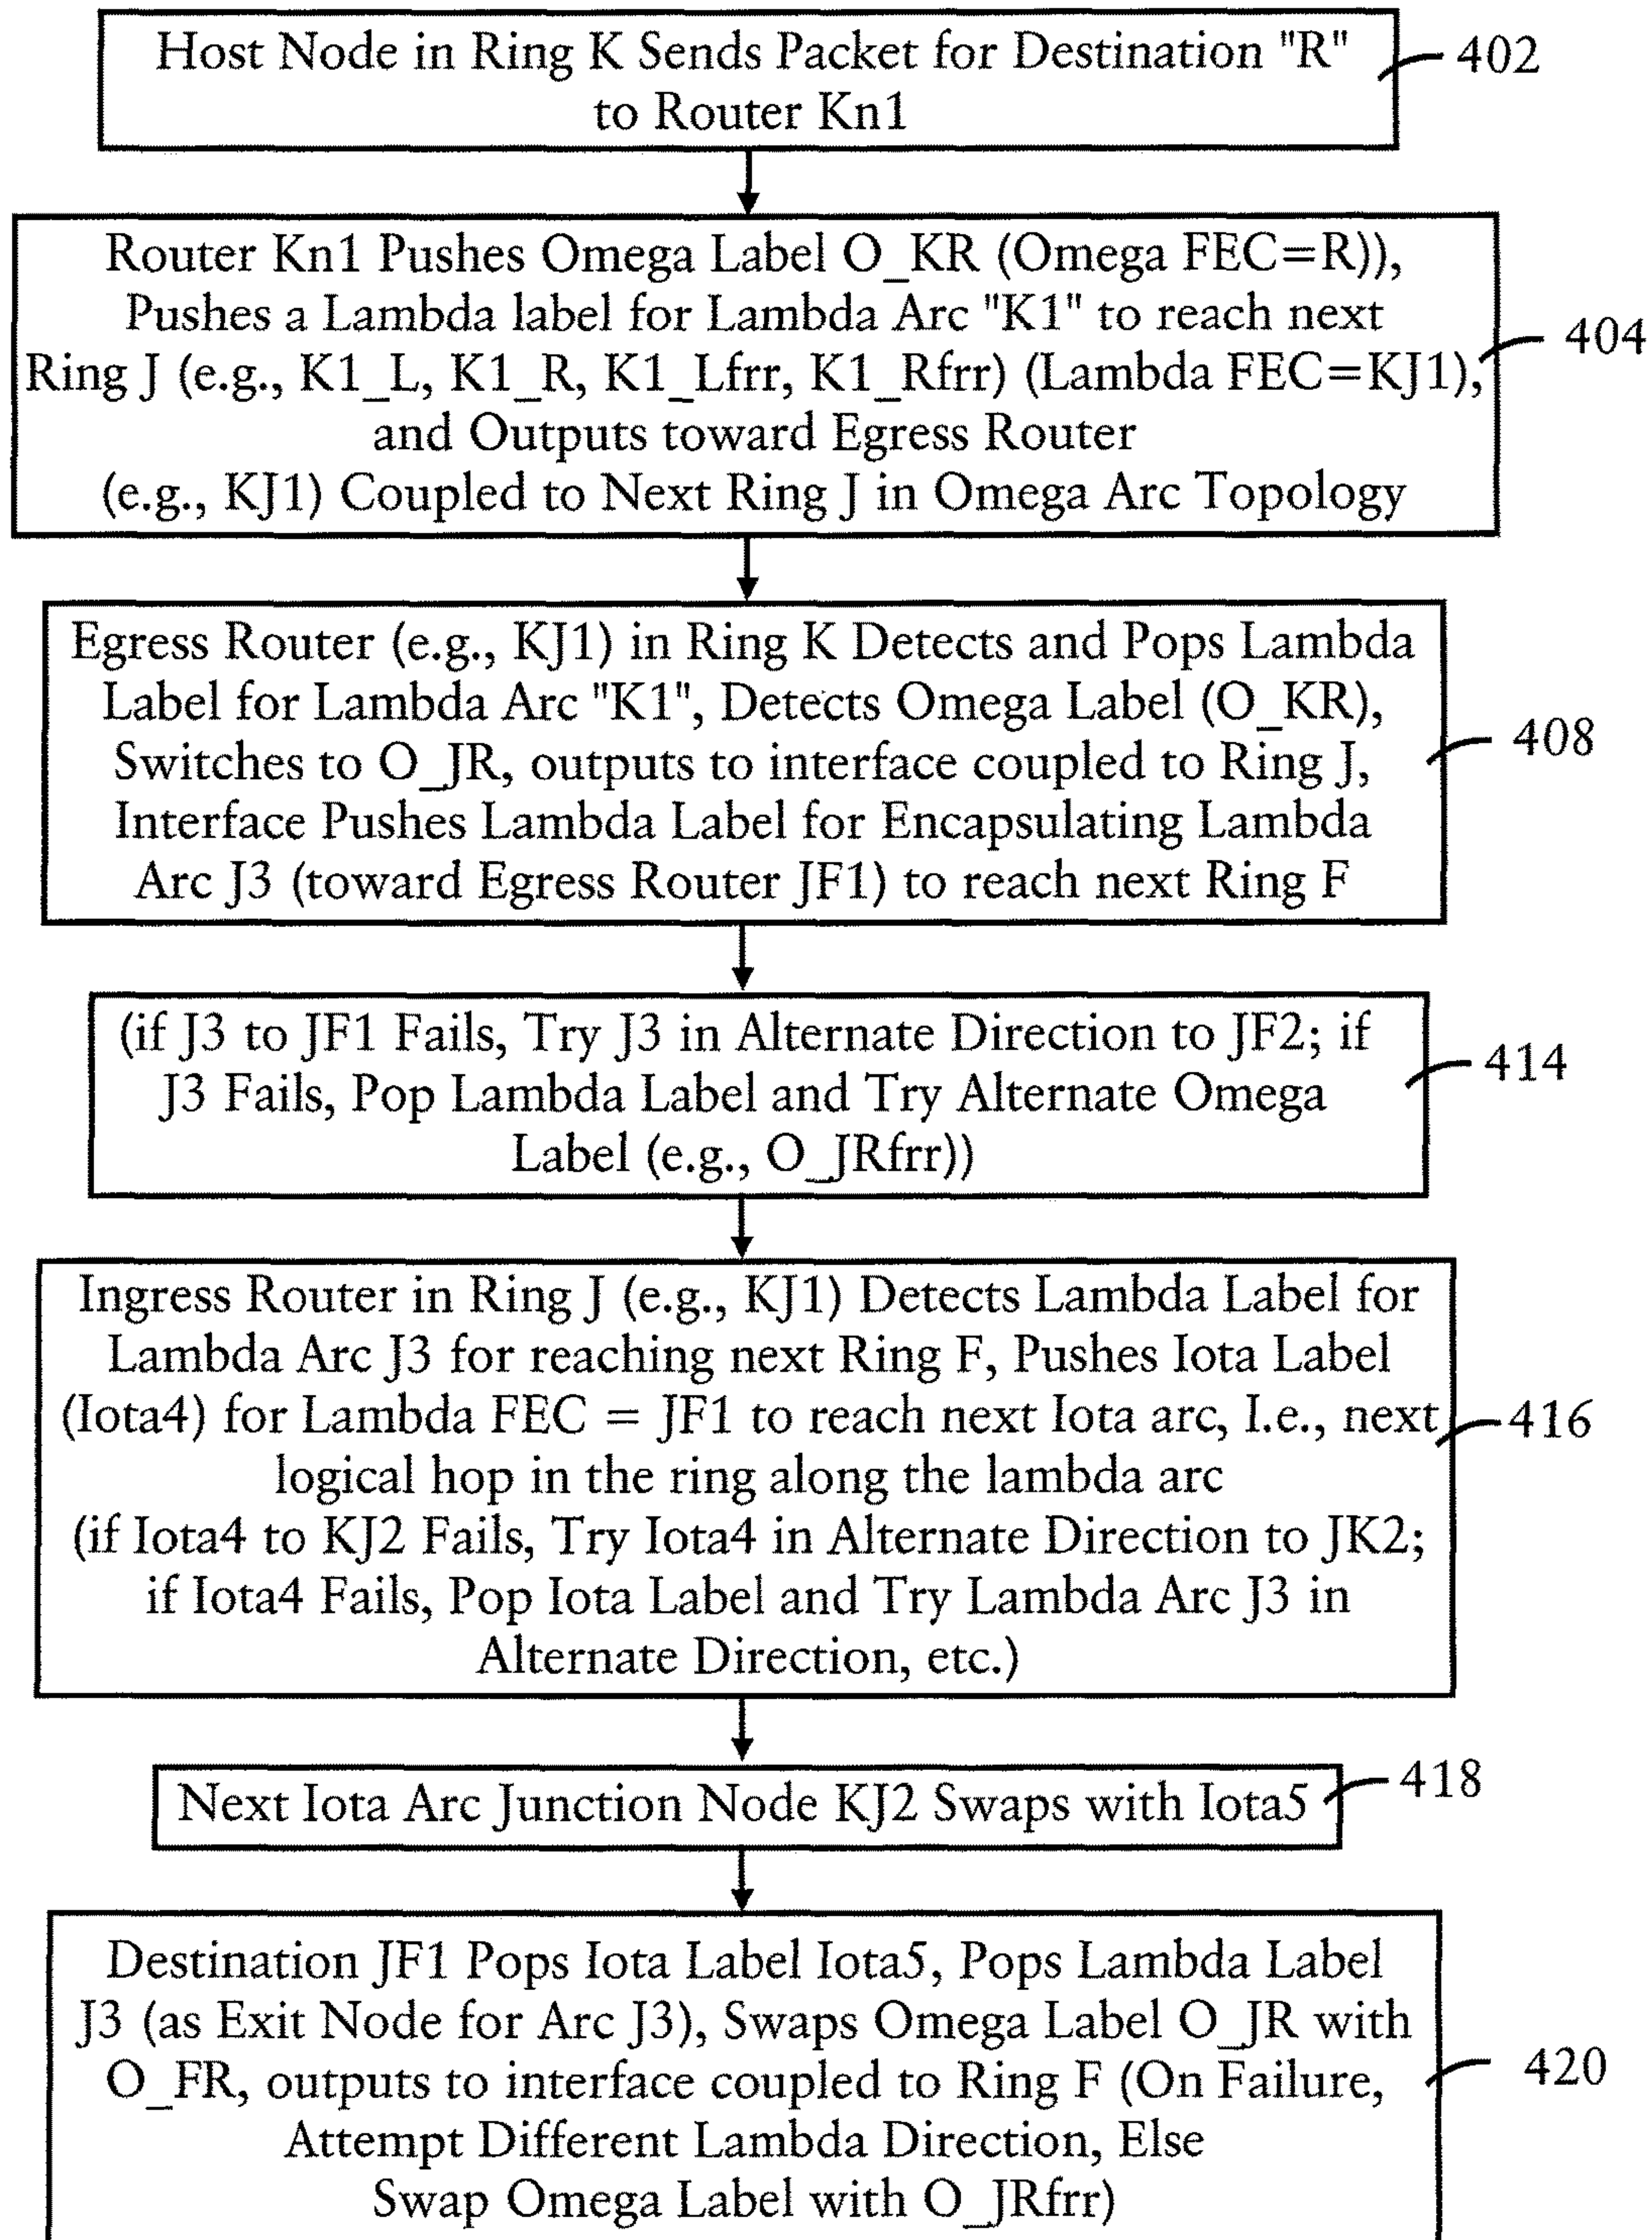 Host Node in Ring K Sends Packet for Destination "R"
to Router Kn1
402
Router Kn1 Pushes Omega Label O_KR (Omega FEC=R)),
Pushes a Lambda label for Lambda Arc "K1" to reach next
Ring J (e.g., K1_L, K1_R, K1_Lfrr, K1_Rfrr) (Lambda FEC=KJ1),
and Outputs toward Egress Router
(e.g., KJ1) Coupled to Next Ring J in Omega Arc Topology
404
Egress Router (e.g., KJ1) in Ring K Detects and Pops Lambda
Label for Lambda Arc "K1", Detects Omega Label (O_KR),
Switches to O_JR, outputs to interface coupled to Ring J,
Interface Pushes Lambda Label for Encapsulating Lambda
Arc J3 (toward Egress Router JF1) to reach next Ring F
408
(if J3 to JF1 Fails, Try J3 in Alternate Direction to JF2; if
J3 Fails, Pop Lambda Label and Try Alternate Omega
Label (e.g., O_JRfrr))
414
Ingress Router in Ring J (e.g., KJ1) Detects Lambda Label for
Lambda Arc J3 for reaching next Ring F, Pushes Iota Label
(Iota4) for Lambda FEC = JF1 to reach next Iota arc, I.e., next
logical hop in the ring along the lambda arc
(if Iota4 to KJ2 Fails, Try Iota4 in Alternate Direction to JK2;
if Iota4 Fails, Pop Iota Label and Try Lambda Arc J3 in
Alternate Direction, etc.)
416
Next Iota Arc Junction Node KJ2 Swaps with Iota5
418
Destination JF1 Pops Iota Label Iota5, Pops Lambda Label
J3 (as Exit Node for Arc J3), Swaps Omega Label O_JR with
O_FR, outputs to interface coupled to Ring F (On Failure,
Attempt Different Lambda Direction, Else
Swap Omega Label with O_JRfrr)
420